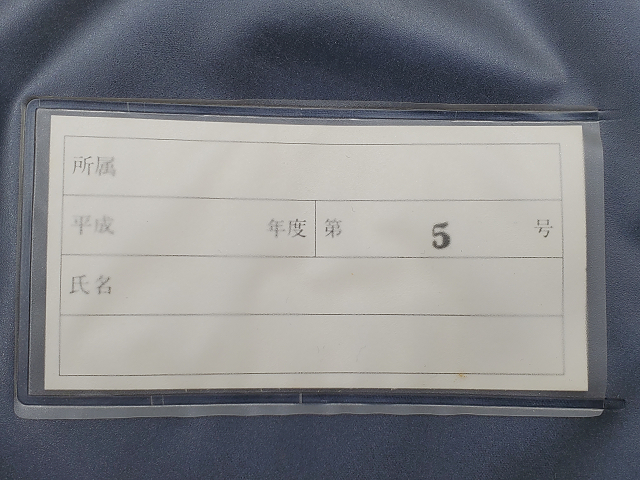 所属
平成 年度 第 5 号
氏名